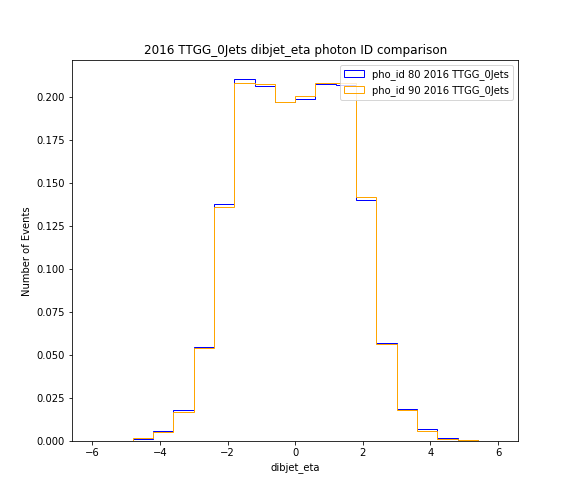 2016 TTGG_0Jets dibjet_eta photon ID comparison
pho_id 80 2016 TTGG_0Jets
pho_id 90 2016 TTGG_0Jets
Number of Events
0.200
0.175
0.150
0.125
0.100
0.075
0.050
0.025
0.000
−6 −4 −2 0 2 4 6
dibjet_eta